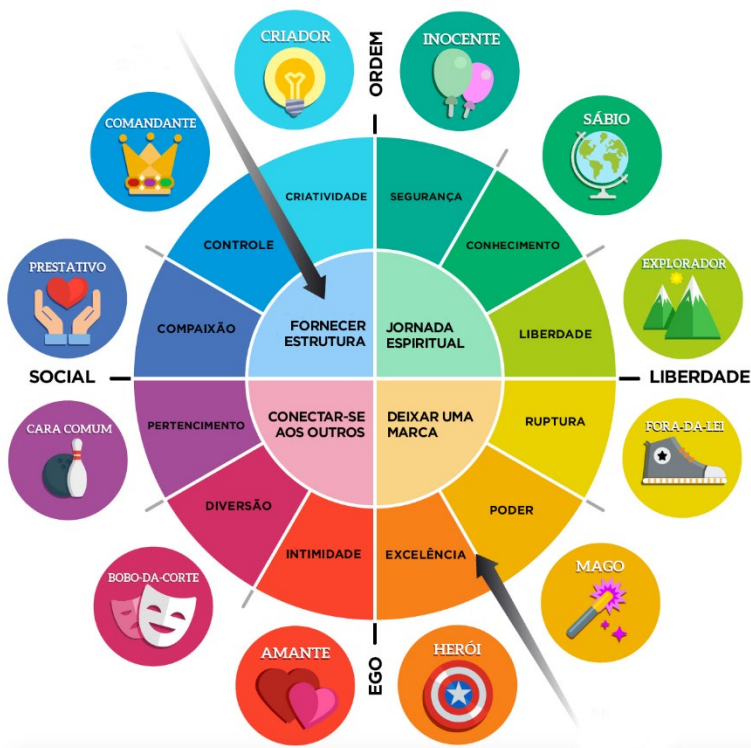 CRIADOR
ORDEM
INOCENTE
COMANDANTE
SÁBIO
CRIATIVIDADE
SEGURANÇA
CONTROLE
CONHECIMENTO
PRESTATIVO
EXPLORADOR
COMPAIXÃO
FORNECER
ESTRUTURA
JORNADA
ESPIRITUAL
LIBERDADE
SOCIAL
LIBERDADE
CARA COMUM
PERTENCIMENTO
CONECTAR-SE
AOS OUTROS
DEIXAR UMA
MARCA
RUPTURA
FORA-DA-LEI
DIVERSÃO
PODER
INTIMIDADE
EXCELÊNCIA
BOBO-DA-CORTE
MAGO
AMANTE
EGO
HERÓI